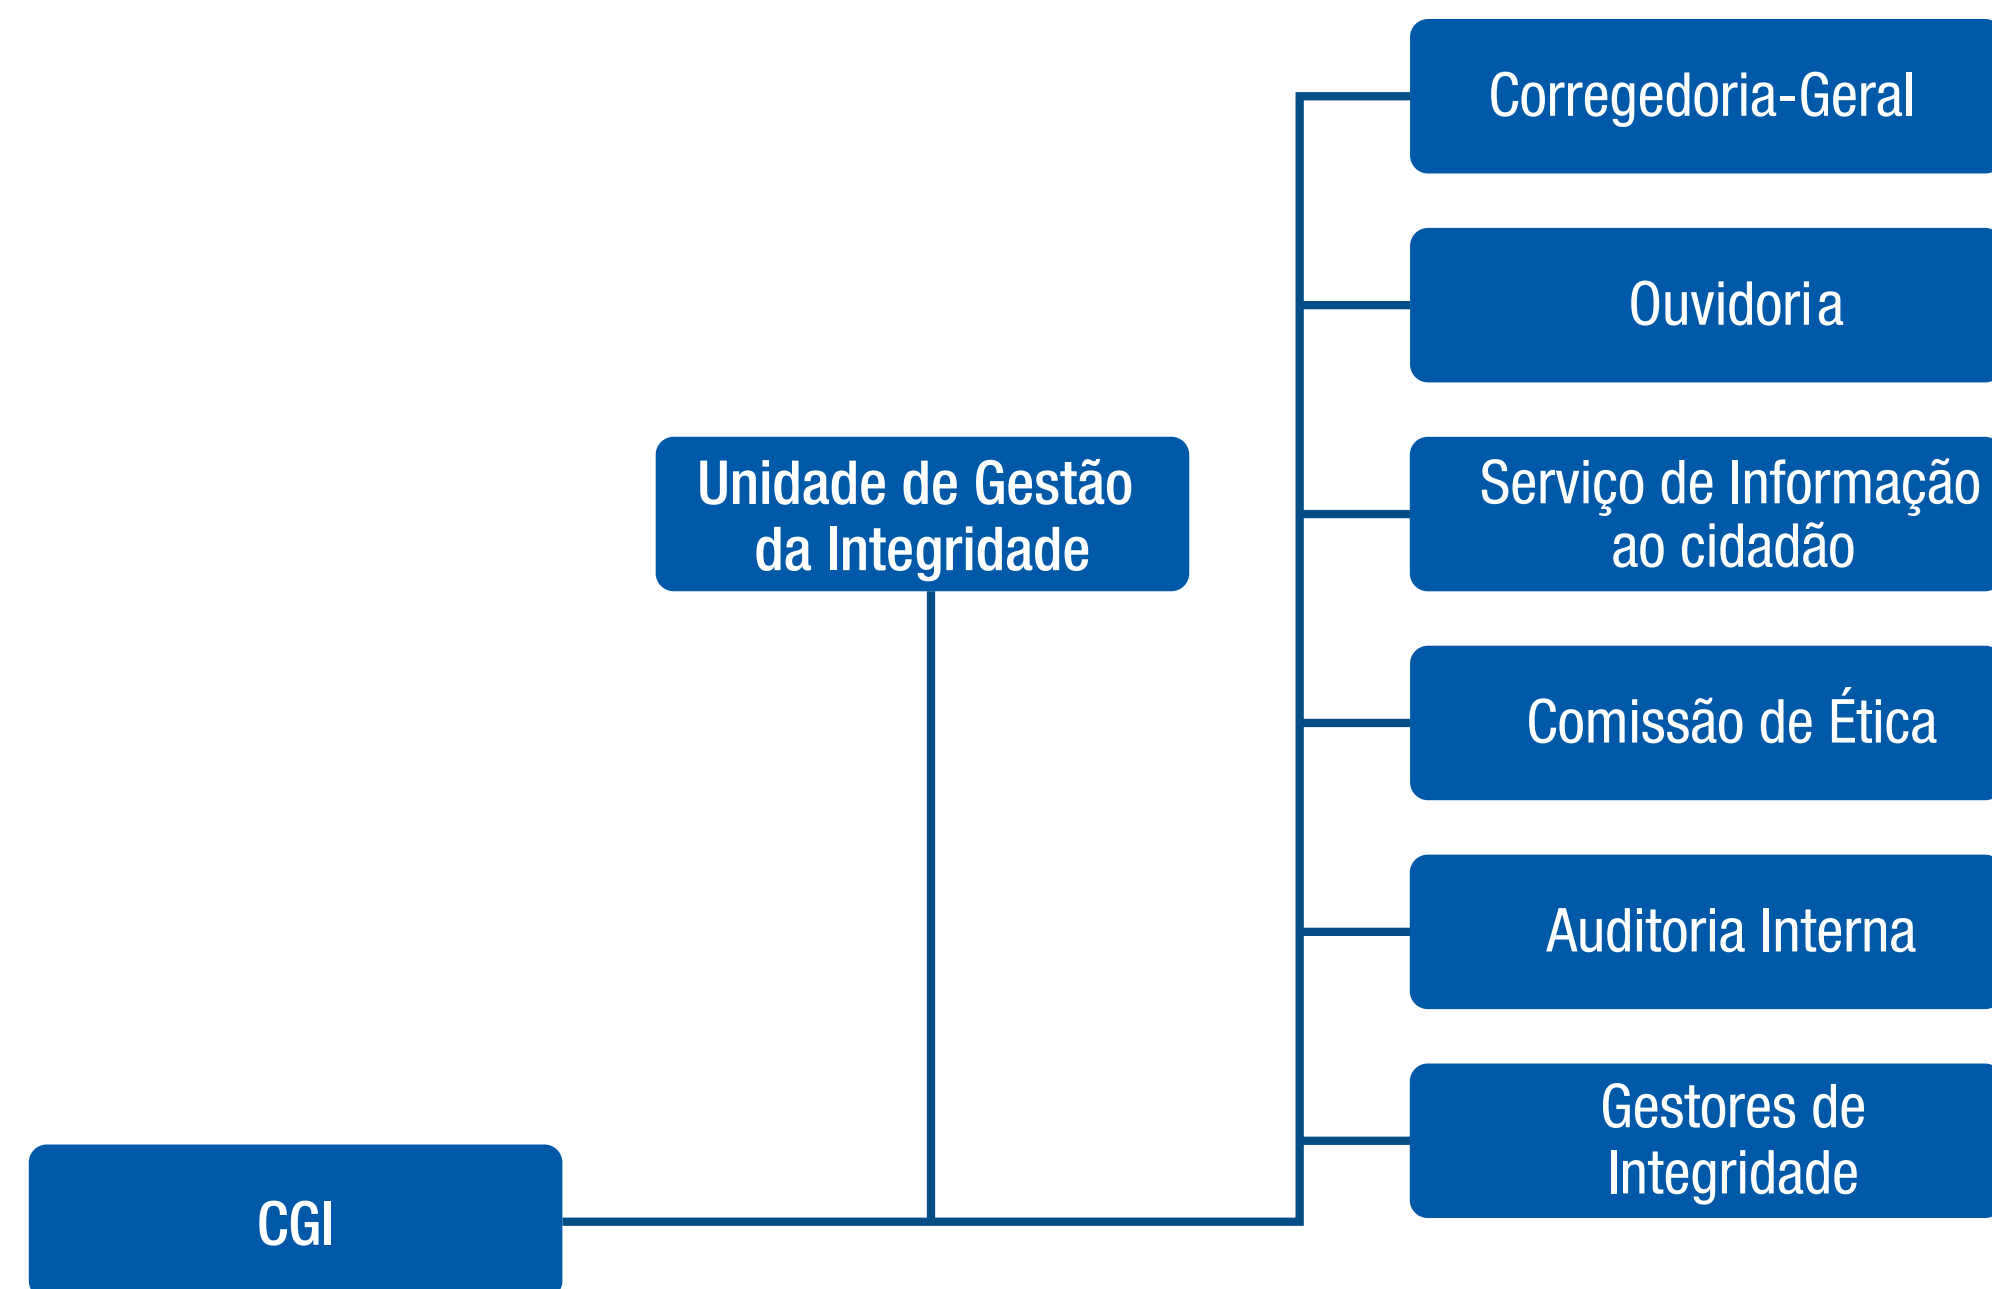 Corregedoria-Geral
Ouvidoria
Unidade de Gestão
da Integridade
Serviço de Informação
ao cidadão
Comissão de Ética
Auditoria Interna
Gestores de
Integridade
CGI